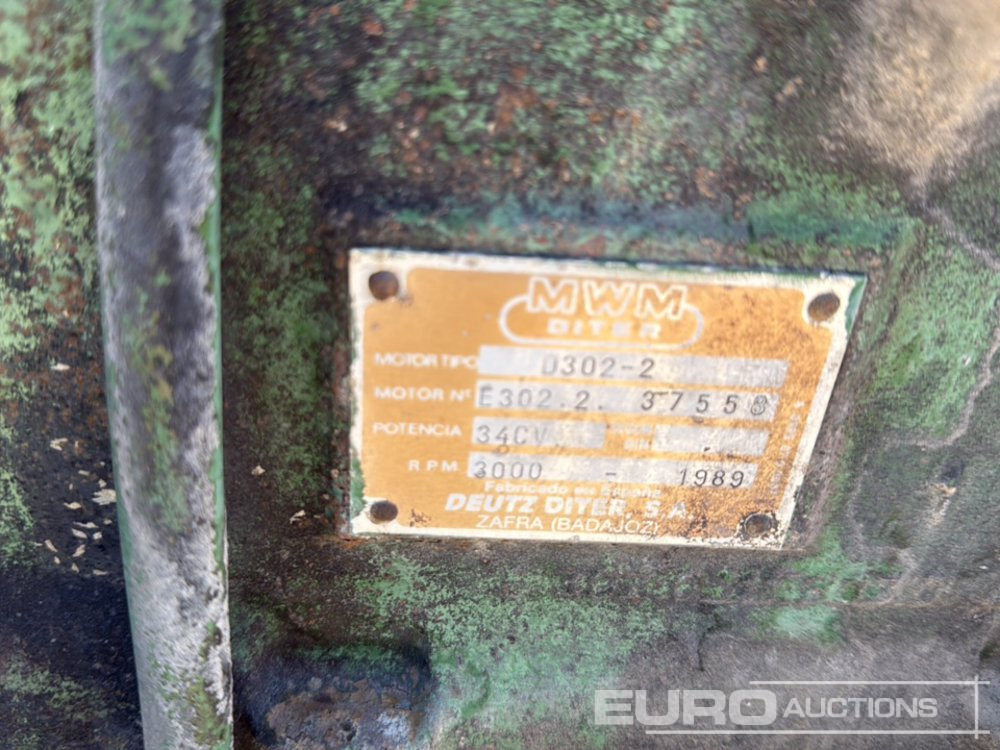 MWM
DITER
MOTOR TIPO D302-2
MOTOR Nº E302.2. 37558
POTENCIA 34CV.
RPM 3000 - 1989
Fabricado en España
DEUTZ DITER, S.A.
ZAFRA (BADAJOZ)
EURO AUCTIONS